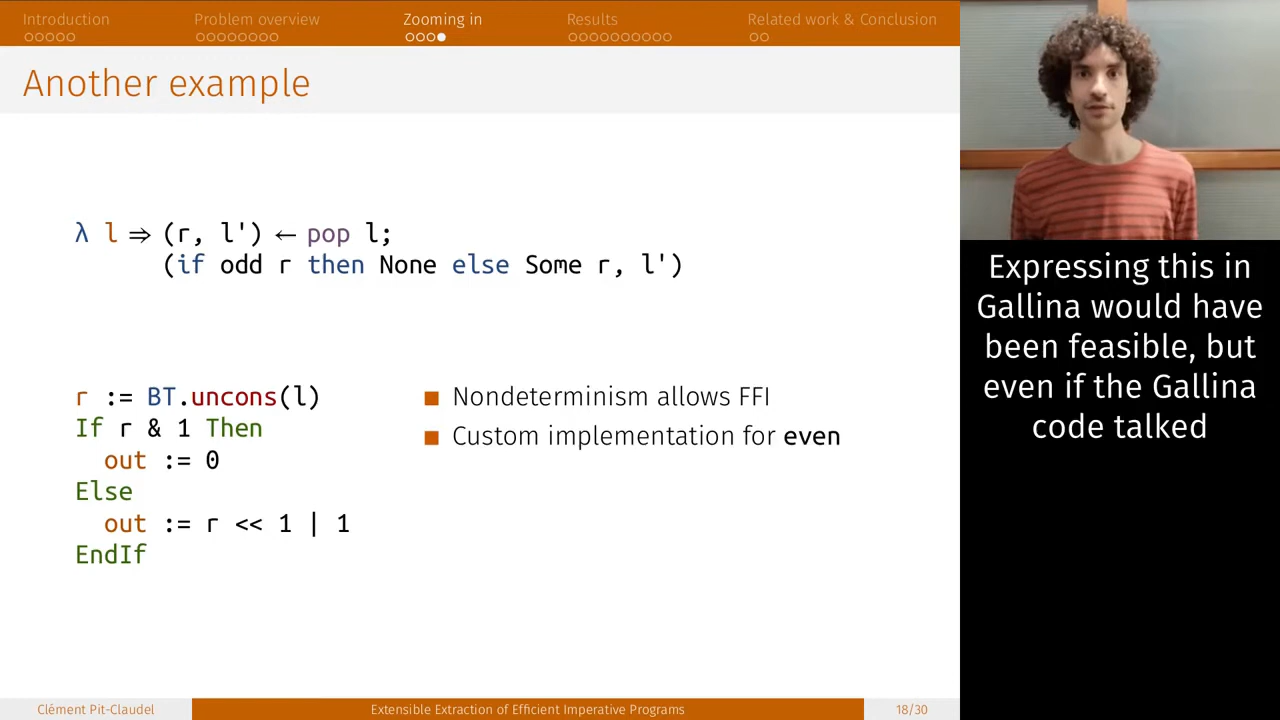 Introduction
Problem overview
Zooming in
Results
Related work & Conclusion
Another example
λ l ⇒ (r, l') ← pop l;
(if odd r then None else Some r, l')
r := BT.uncons(l)
If r & 1 Then
out := 0
Else
out := r << 1 | 1
EndIf
Nondeterminism allows FFI
Custom implementation for even
Expressing this in
Gallina would have
been feasible, but
even if the Gallina
code talked
Clément Pit-Claudel
Extensible Extraction of Efficient Imperative Programs
18/30